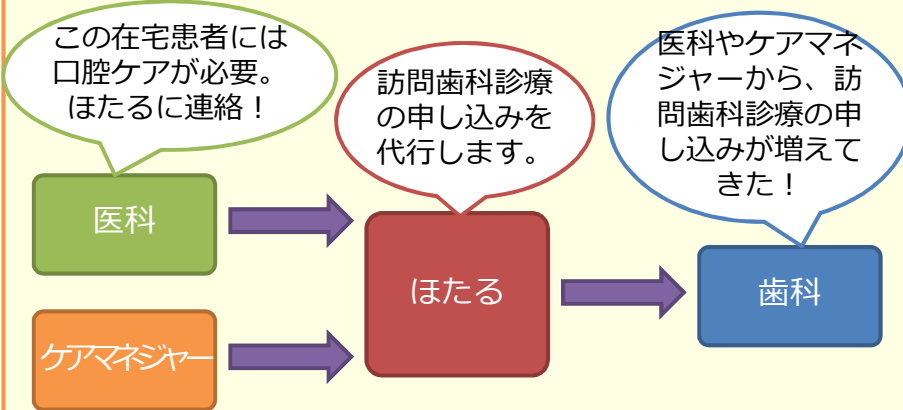 この在宅患者には
口腔ケアが必要。
ほたるに連絡！
訪問歯科診療
の申し込みを
代行します。
医科やケアマネ
ジャーから、訪
問歯科診療の申
し込みが増えて
きた！
医科
ケアマネジャー
ほたる
歯科